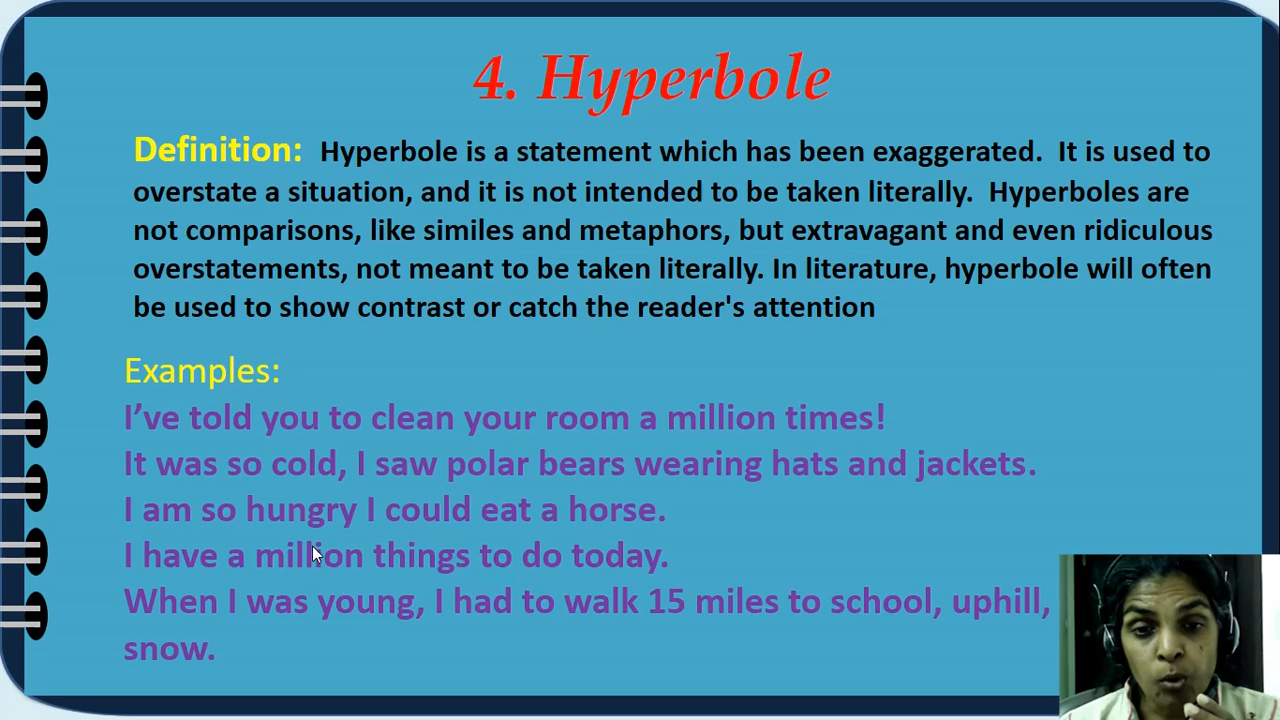 4. Hyperbole
Definition: Hyperbole is a statement which has been exaggerated. It is used to
overstate a situation, and it is not intended to be taken literally. Hyperboles are
not comparisons, like similes and metaphors, but extravagant and even ridiculous
overstatements, not meant to be taken literally. In literature, hyperbole will often
be used to show contrast or catch the reader's attention
Examples:
I’ve told you to clean your room a million times!
It was so cold, I saw polar bears wearing hats and jackets.
I am so hungry I could eat a horse.
I have a million things to do today.
When I was young, I had to walk 15 miles to school, uphill,
snow.